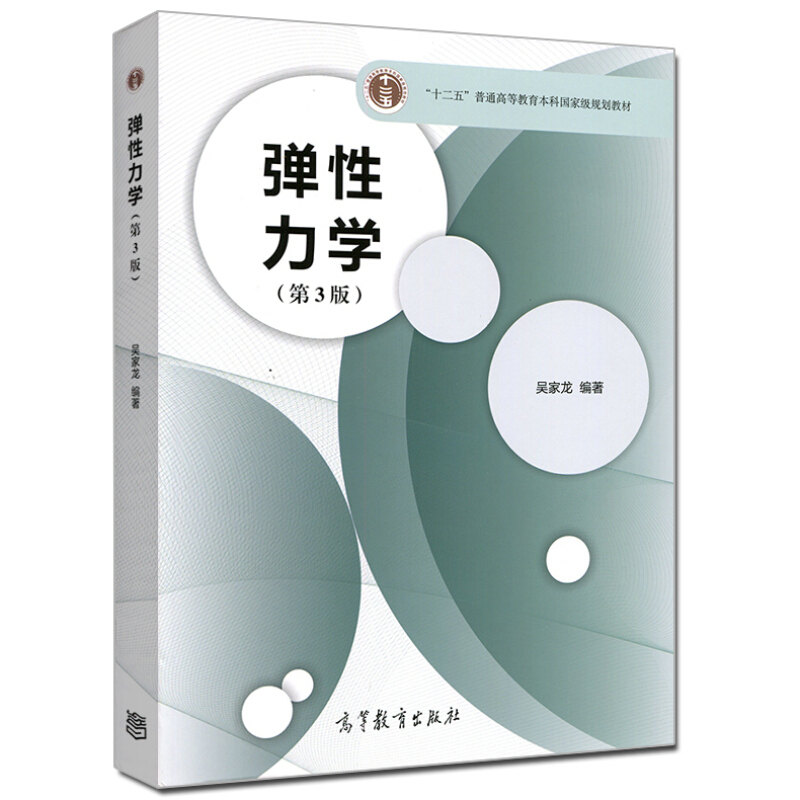 “十二五”普通高等教育本科国家级规划教材
弹性
力学
（第3版）
吴家龙 编著
高等教育出版社
弹性力学（第3版）
吴家龙 编著